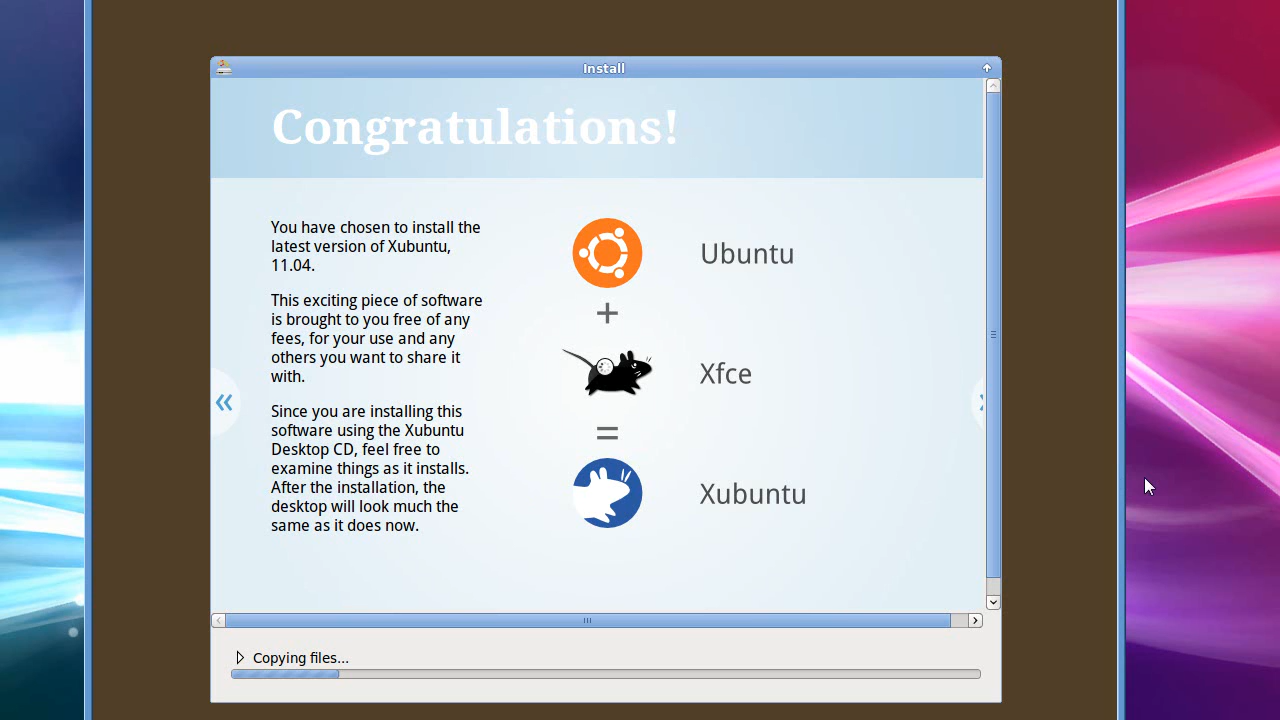 Install
Congratulations!
You have chosen to install the
latest version of Xubuntu,
11.04.
This exciting piece of software
is brought to you free of any
fees, for your use and any
others you want to share it
with.
Since you are installing this
software using the Xubuntu
Desktop CD, feel free to
examine things as it installs.
After the installation, the
desktop will look much the
same as it does now.
Ubuntu
+
Xfce
=
Xubuntu
Copying files...